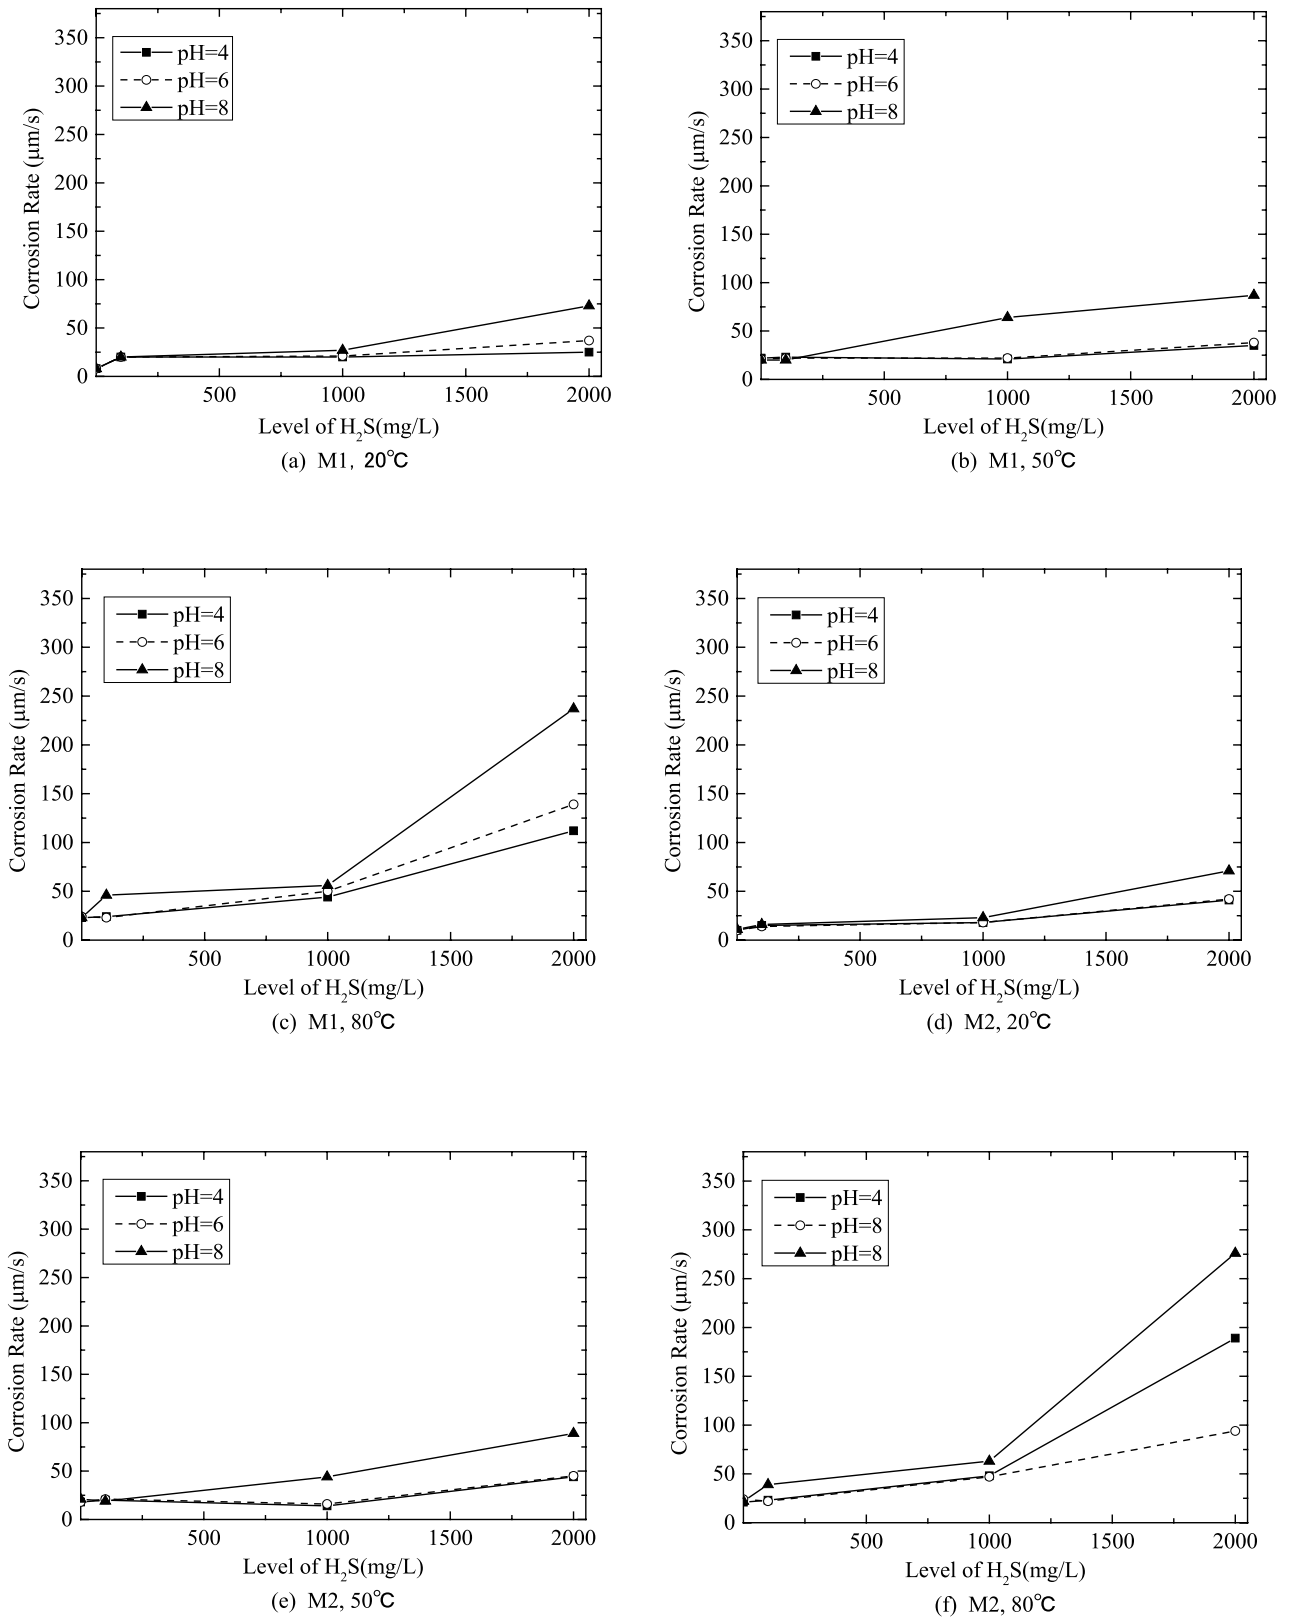 350
300
250
200
150
100
50
0
pH=4
pH=6
pH=8
Corrosion Rate (μm/s)
500 1000 1500 2000
Level of H₂S(mg/L)
(a) M1, 20℃
350
300
250
200
150
100
50
0
pH=4
pH=6
pH=8
Corrosion Rate (μm/s)
500 1000 1500 2000
Level of H₂S(mg/L)
(b) M1, 50℃
350
300
250
200
150
100
50
0
pH=4
pH=6
pH=8
Corrosion Rate (μm/s)
500 1000 1500 2000
Level of H₂S(mg/L)
(c) M1, 80℃
350
300
250
200
150
100
50
0
pH=4
pH=6
pH=8
Corrosion Rate (μm/s)
500 1000 1500 2000
Level of H₂S(mg/L)
(d) M2, 20℃
350
300
250
200
150
100
50
0
pH=4
pH=6
pH=8
Corrosion Rate (μm/s)
500 1000 1500 2000
Level of H₂S(mg/L)
(e) M2, 50℃
350
300
250
200
150
100
50
0
pH=4
pH=8
pH=8
Corrosion Rate (μm/s)
500 1000 1500 2000
Level of H₂S(mg/L)
(f) M2, 80℃